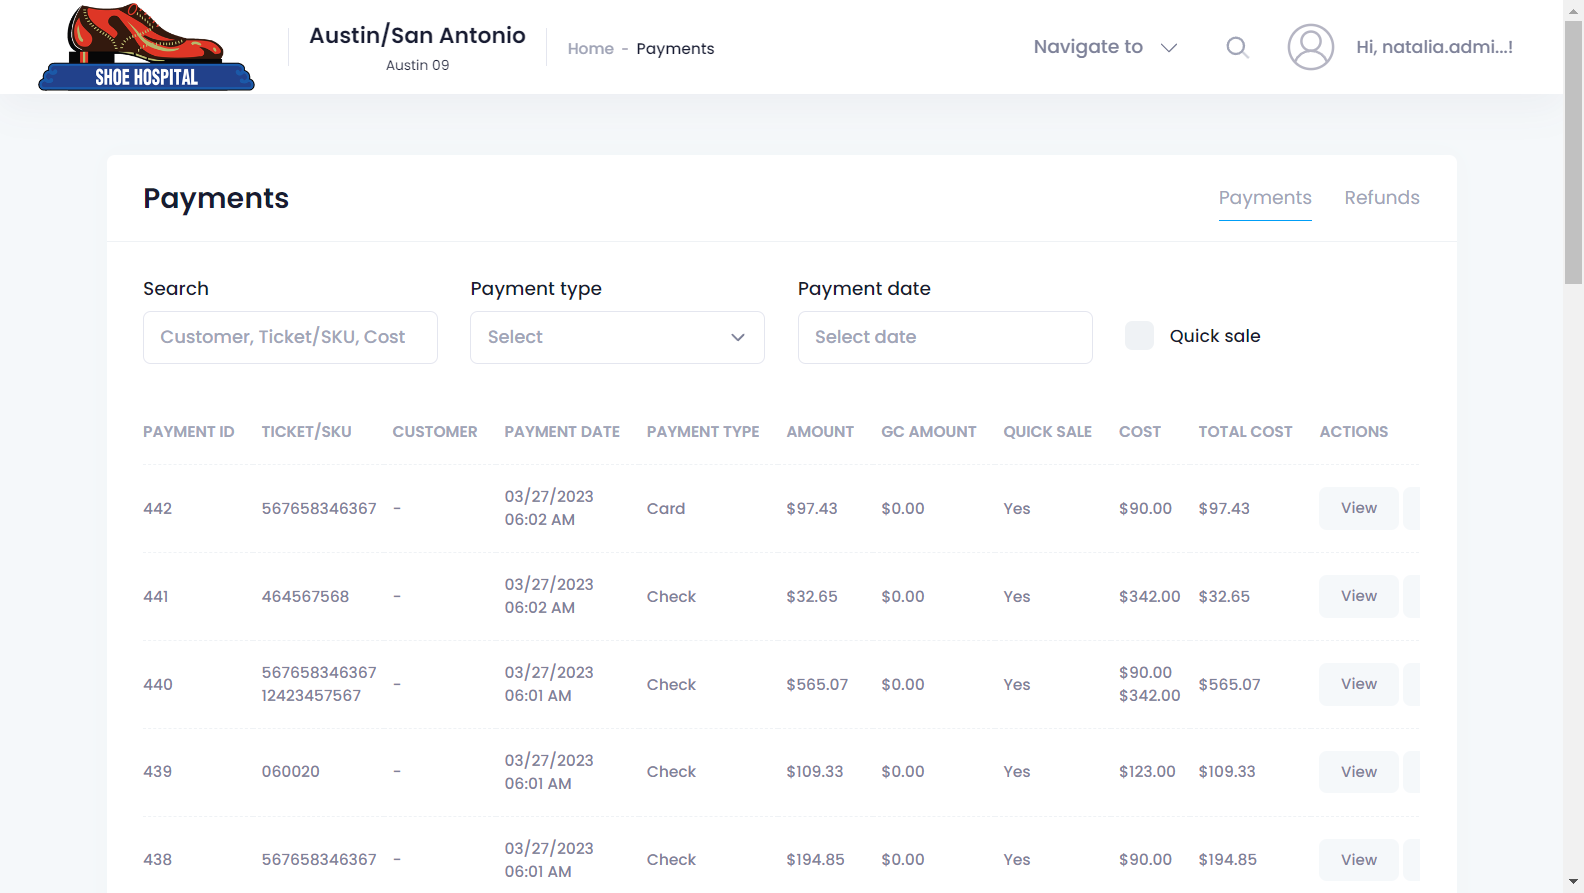 SHOE HOSPITAL
Austin/San Antonio
Austin 09
Home - Payments
Navigate to
Hi, natalia.admi...!
Payments
Payments Refunds
Search
Customer, Ticket/SKU, Cost
Payment type
Select
Payment date
Select date
Quick sale
PAYMENT ID TICKET/SKU CUSTOMER PAYMENT DATE PAYMENT TYPE AMOUNT GC AMOUNT QUICK SALE COST TOTAL COST ACTIONS
442 567658346367 - 03/27/2023 Card $97.43 $0.00 Yes $90.00 $97.43 View
06:02 AM
441 464567568 - 03/27/2023 Check $32.65 $0.00 Yes $342.00 $32.65 View
06:02 AM
440 567658346367 - 03/27/2023 Check $565.07 $0.00 Yes $90.00 $565.07 View
12423457567 06:01 AM $342.00
439 060020 - 03/27/2023 Check $109.33 $0.00 Yes $123.00 $109.33 View
06:01 AM
438 567658346367 - 03/27/2023 Check $194.85 $0.00 Yes $90.00 $194.85 View
06:01 AM